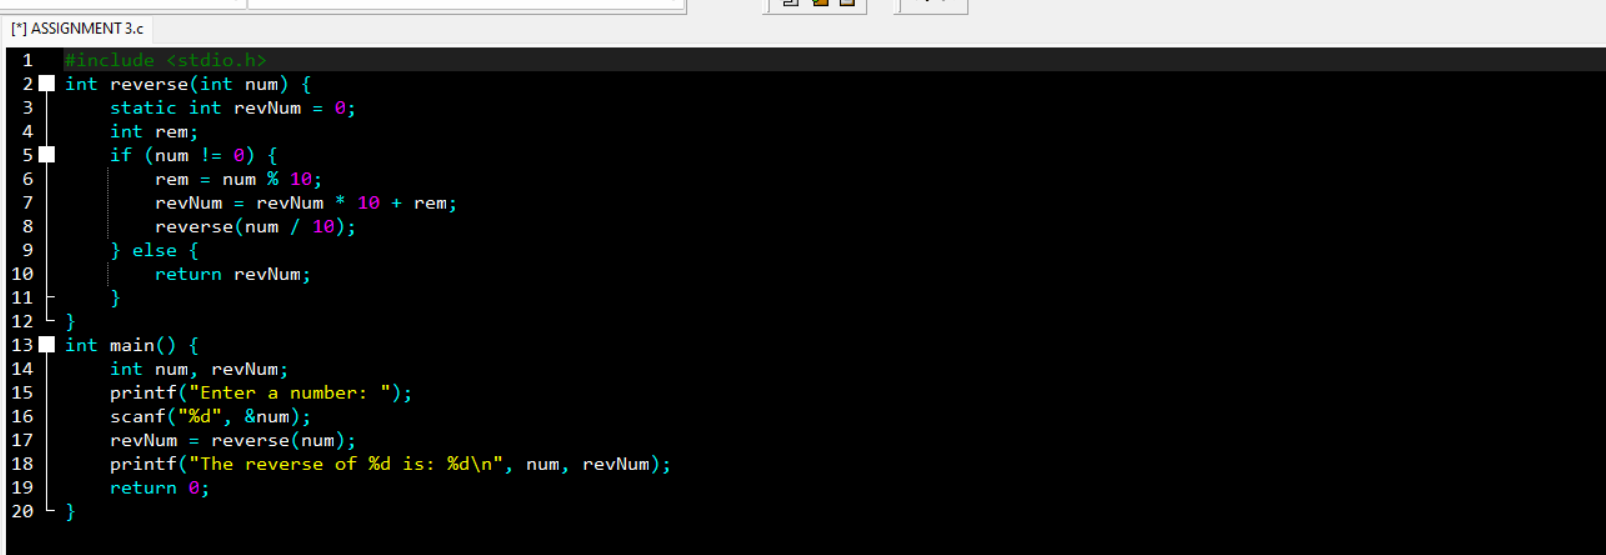 [*] ASSIGNMENT 3.c
1 #include <stdio.h>
2 int reverse(int num) {
3     static int revNum = 0;
4     int rem;
5     if (num != 0) {
6         rem = num % 10;
7         revNum = revNum * 10 + rem;
8         reverse(num / 10);
9     } else {
10         return revNum;
11     }
12 }
13 int main() {
14     int num, revNum;
15     printf("Enter a number: ");
16     scanf("%d", &num);
17     revNum = reverse(num);
18     printf("The reverse of %d is: %d\n", num, revNum);
19     return 0;
20 }